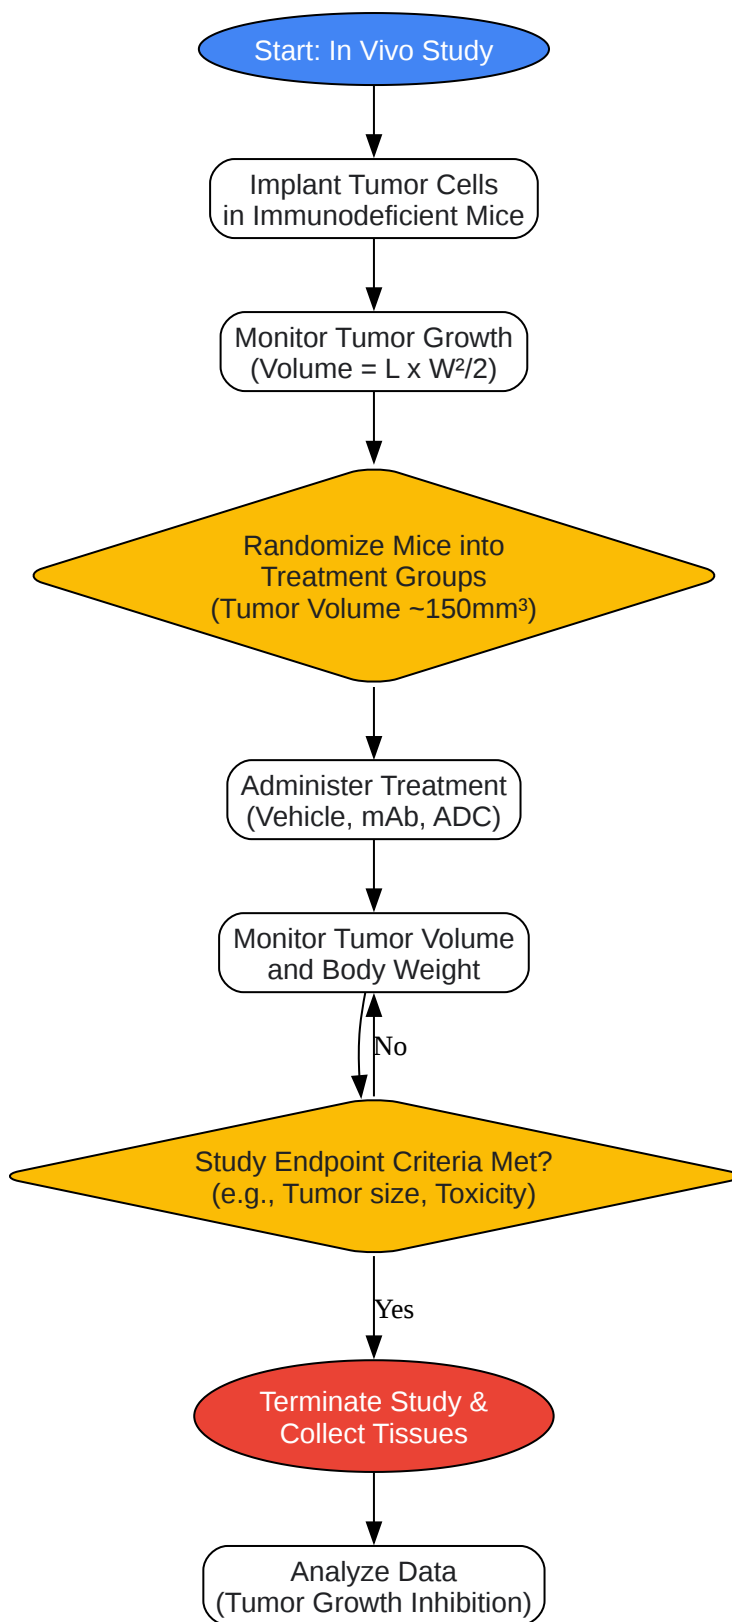 Start: In Vivo Study
Implant Tumor Cells
in Immunodeficient Mice
Monitor Tumor Growth
(Volume = L x W²/2)
Randomize Mice into
Treatment Groups
(Tumor Volume ~150mm³)
Administer Treatment
(Vehicle, mAb, ADC)
Monitor Tumor Volume
and Body Weight
No
Study Endpoint Criteria Met?
(e.g., Tumor size, Toxicity)
Yes
Terminate Study &
Collect Tissues
Analyze Data
(Tumor Growth Inhibition)